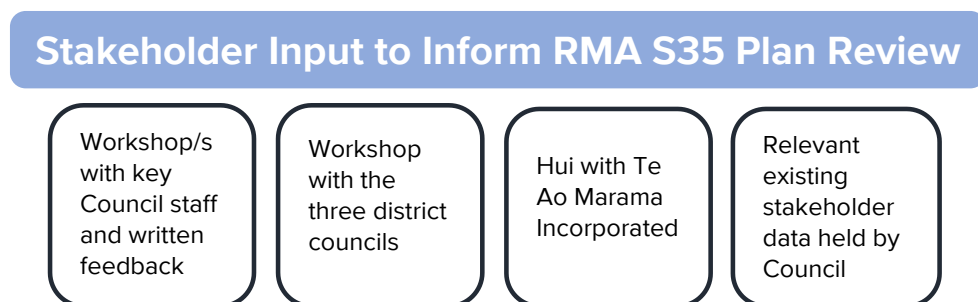 Stakeholder Input to Inform RMA S35 Plan Review
Workshop/s
with key
Council staff
and written
feedback
Workshop
with the
three district
councils
Hui with Te
Ao Marama
Incorporated
Relevant
existing
stakeholder
data held by
Council